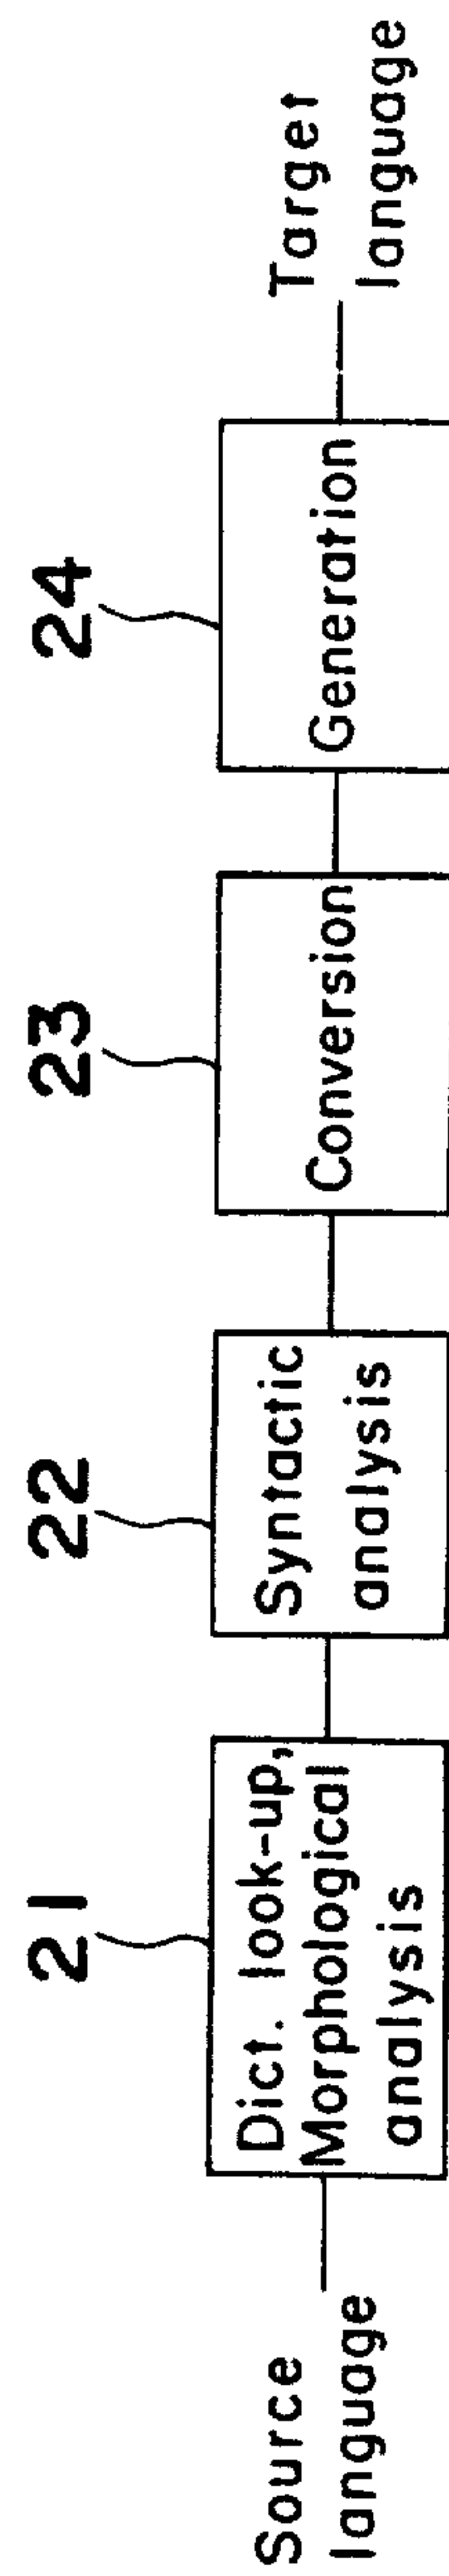 21
22
23
24
Source
language
Dict. look-up,
Morphological
analysis
Syntactic
analysis
Conversion
Generation
Target
language